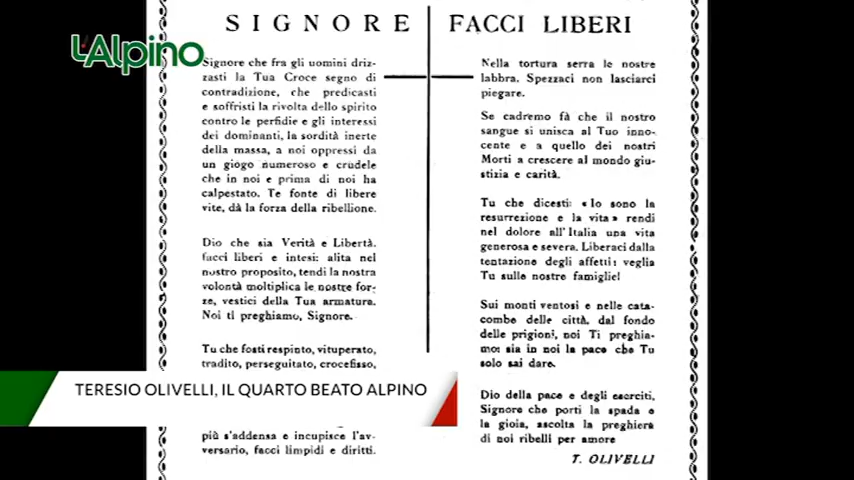 L'Alpino
SIGNORE FACCI LIBERI
Signore che fra gli uomini driz-
zasti la Tua Croce segno di
contradizione, che predicasti
e soffristi la rivolta dello spirito
contro le perfidie e gli interessi
dei dominanti, la sordità inerte
della massa, a noi oppressi da
un giogo numeroso e crudele
che in noi e prima di noi ha
calpestato. Te fonte di libere
vite, dà la forza della ribellione.
Dio che sia Verità e Libertà.
facci liberi e intesi: alita nel
nostro proposito, tendi la nostra
volontà moltiplica le nostre for-
ze, vestici della Tua armatura.
Noi ti preghiamo, Signore.
Tu che fosti respinto, vituperato,
tradito, perseguitato, crocefisso,
più s'addensa e incupisce l'av-
versario, facci limpidi e diritti.
Nella tortura serra le nostre
labbra. Spezzaci non lasciarci
piegare.
Se cadremo fà che il nostro
sangue si unisca al Tuo inno-
cente e a quello dei nostri
Morti a crescere al mondo giu-
stizia e carità.
Tu che dicesti: «Io sono la
resurrezione e la vita» rendi
nel dolore all'Italia una vita
generosa e severa. Liberaci dalla
tentazione degli affetti: veglia
Tu sulle nostre famiglie!
Sui monti ventosi e nelle cata-
combe delle città, dal fondo
delle prigioni, noi Ti preghia-
mo: sia in noi la pace che Tu
solo sai dare.
Dio della pace e degli eserciti,
Signore che porti la spada e
la gioia, ascolta la preghiera
di noi ribelli per amore
T. OLIVELLI
TERESIO OLIVELLI, IL QUARTO BEATO ALPINO